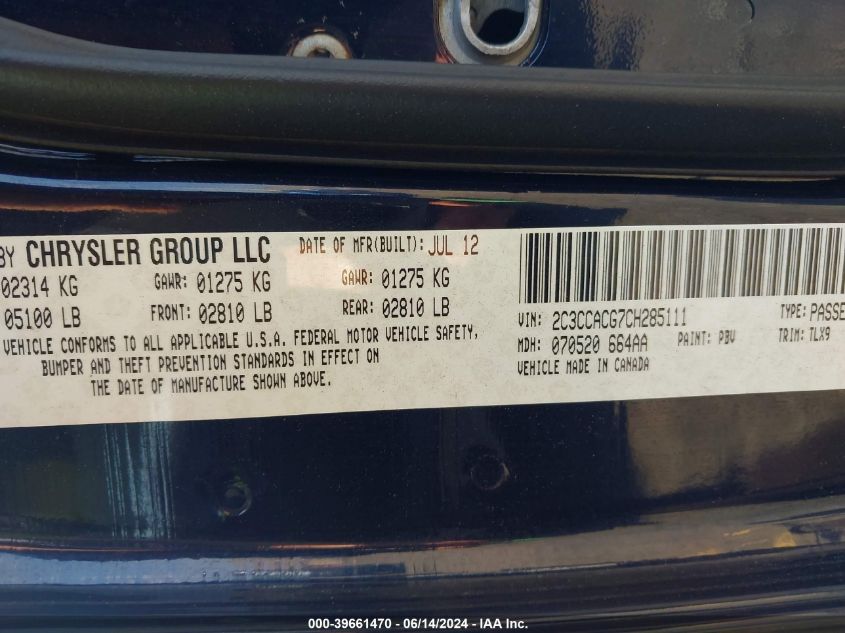 BY CHRYSLER GROUP LLC DATE OF MFR(BUILT): JUL 12
02314 KG GAWR: 01275 KG GAWR: 01275 KG
05100 LB FRONT: 02810 LB REAR: 02810 LB
VEHICLE CONFORMS TO ALL APPLICABLE U.S.A. FEDERAL MOTOR VEHICLE SAFETY,
BUMPER AND THEFT PREVENTION STANDARDS IN EFFECT ON
THE DATE OF MANUFACTURE SHOWN ABOVE.
VIN: 2C3CCACG7CH285111 TYPE: PASSE
MDH: 070520 664AA PAINT: PBV TRIM: TLX9
VEHICLE MADE IN CANADA
000-39661470 - 06/14/2024 - IAA Inc.